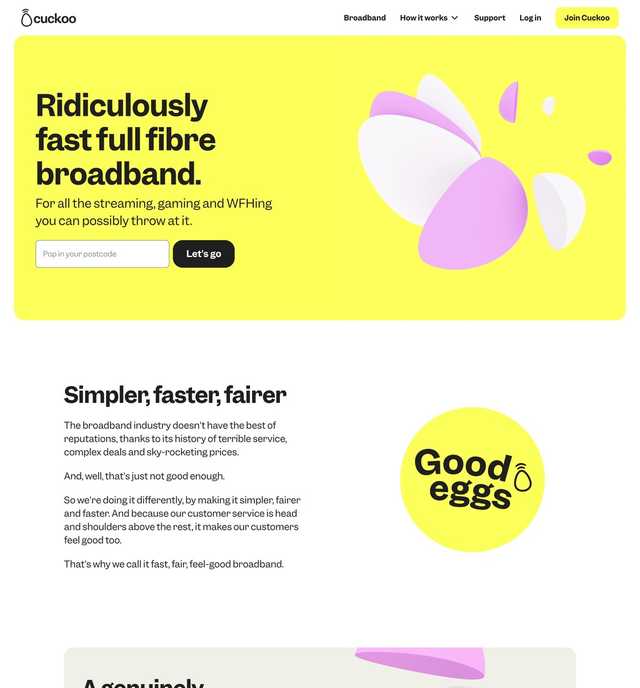 cuckoo
Broadband How it works Support Log in Join Cuckoo
Ridiculously
fast full fibre
broadband.
For all the streaming, gaming and WFHing
you can possibly throw at it.
Pop in your postcode
Let's go
Simpler, faster, fairer
The broadband industry doesn't have the best of
reputations, thanks to its history of terrible service,
complex deals and sky-rocketing prices.
And, well, that's just not good enough.
So we're doing it differently, by making it simpler, fairer
and faster. And because our customer service is head
and shoulders above the rest, it makes our customers
feel good too.
That's why we call it fast, fair, feel-good broadband.
Good
eggs
A genuinely